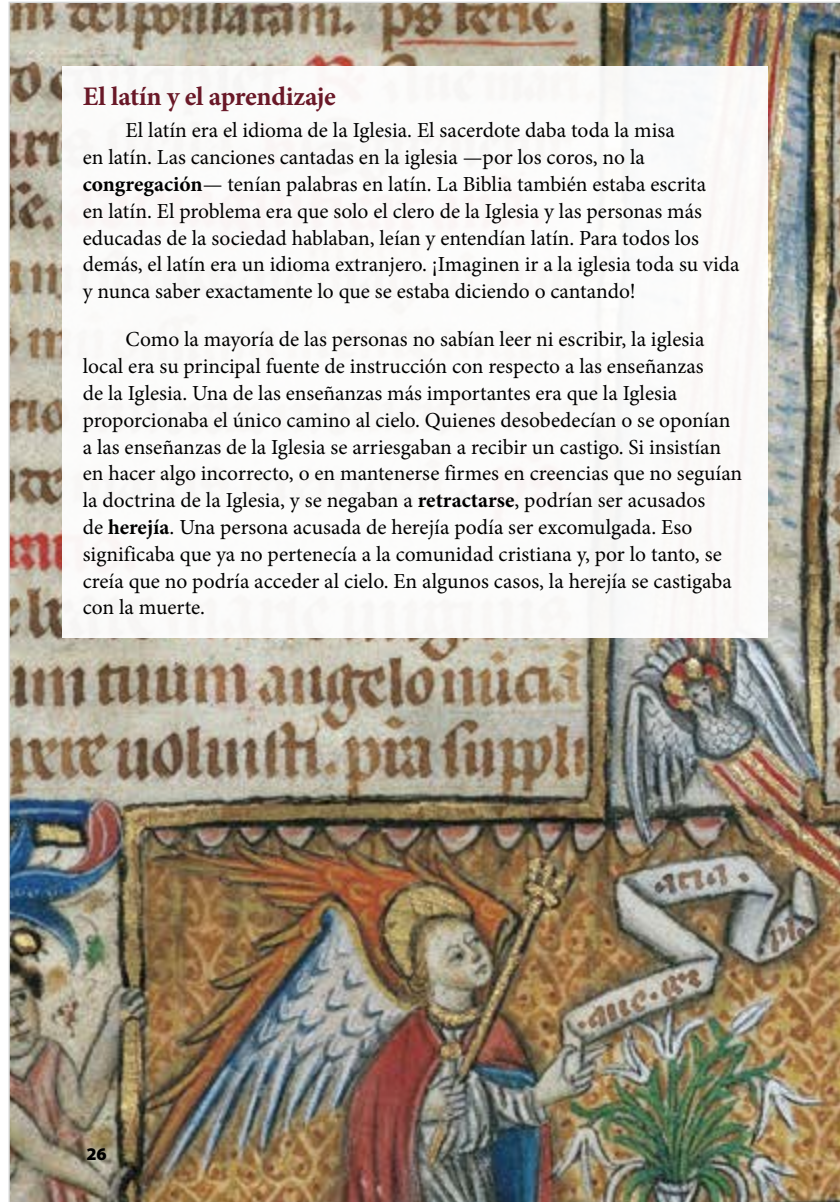 m desponsatam. ps
El latín y el aprendizaje
El latín era el idioma de la Iglesia. El sacerdote daba toda la misa
en latín. Las canciones cantadas en la iglesia —por los coros, no la
congregación— tenían palabras en latín. La Biblia también estaba escrita
en latín. El problema era que solo el clero de la Iglesia y las personas más
educadas de la sociedad hablaban, leían y entendían latín. Para todos los
demás, el latín era un idioma extranjero. ¡Imaginen ir a la iglesia toda su vida
y nunca saber exactamente lo que se estaba diciendo o cantando!
Como la mayoría de las personas no sabían leer ni escribir, la iglesia
local era su principal fuente de instrucción con respecto a las enseñanzas
de la Iglesia. Una de las enseñanzas más importantes era que la Iglesia
proporcionaba el único camino al cielo. Quienes desobedecían o se oponían
a las enseñanzas de la Iglesia se arriesgaban a recibir un castigo. Si insistían
en hacer algo incorrecto, o en mantenerse firmes en creencias que no seguían
la doctrina de la Iglesia, y se negaban a retractarse, podrían ser acusados
de herejía. Una persona acusada de herejía podía ser excomulgada. Eso
significaba que ya no pertenecía a la comunidad cristiana y, por lo tanto, se
creía que no podría acceder al cielo. En algunos casos, la herejía se castigaba
con la muerte.
um tuum angelo nūciā
uoluisti. pia suppli
26